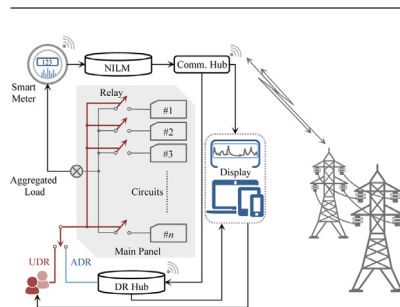 123
NILM
Comm. Hub
Smart
Meter
Relay
#1
#2
#3
Aggregated
Load
Circuits
Display
#n
Main Panel
UDR
ADR
DR Hub